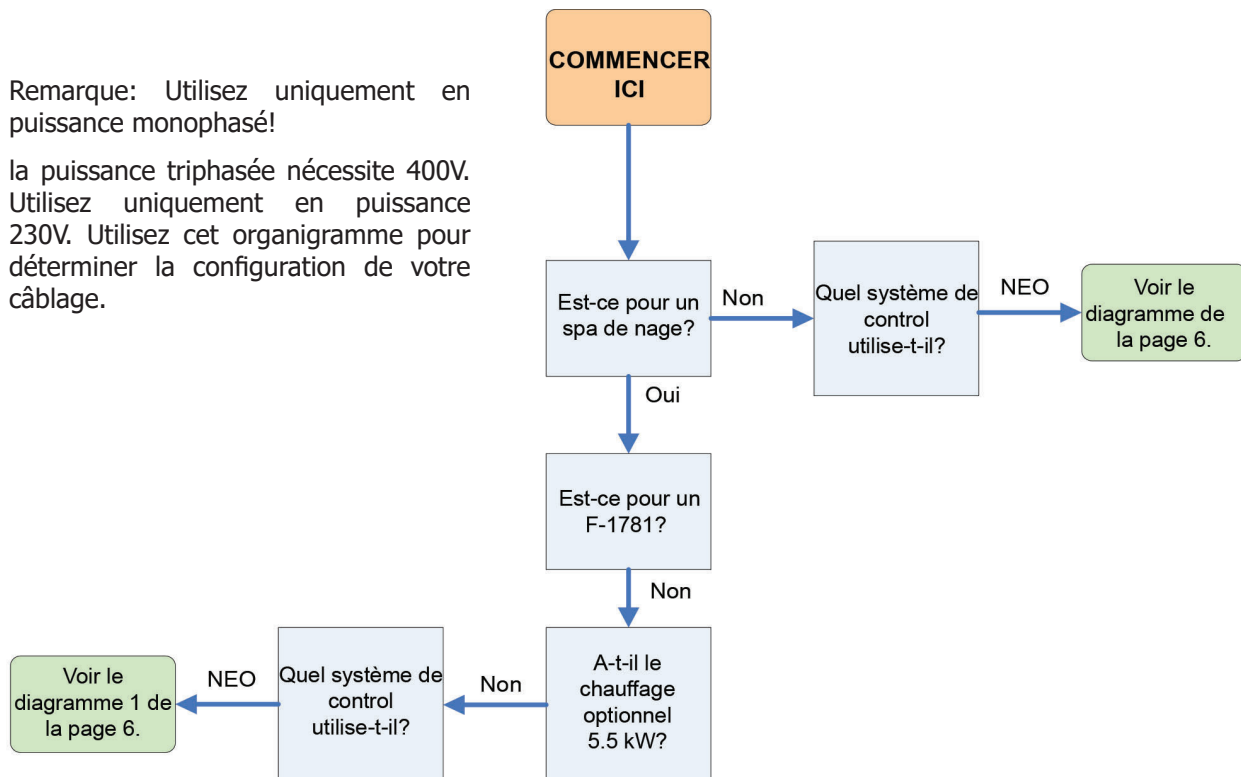 Remarque: Utilisez uniquement en
puissance monophasé!
la puissance triphasée nécessite 400V.
Utilisez uniquement en puissance
230V. Utilisez cet organigramme pour
déterminer la configuration de votre
câblage.
COMMENCER
ICI
Est-ce pour un
spa de nage?
Non
Quel système de
control
utilise-t-il?
NEO
Voir le
diagramme de
la page 6.
Oui
Est-ce pour un
F-1781?
Non
A-t-il le
chauffage
optionnel
5.5 kW?
Non
Quel système de
control
utilise-t-il?
NEO
Voir le
diagramme 1 de
la page 6.